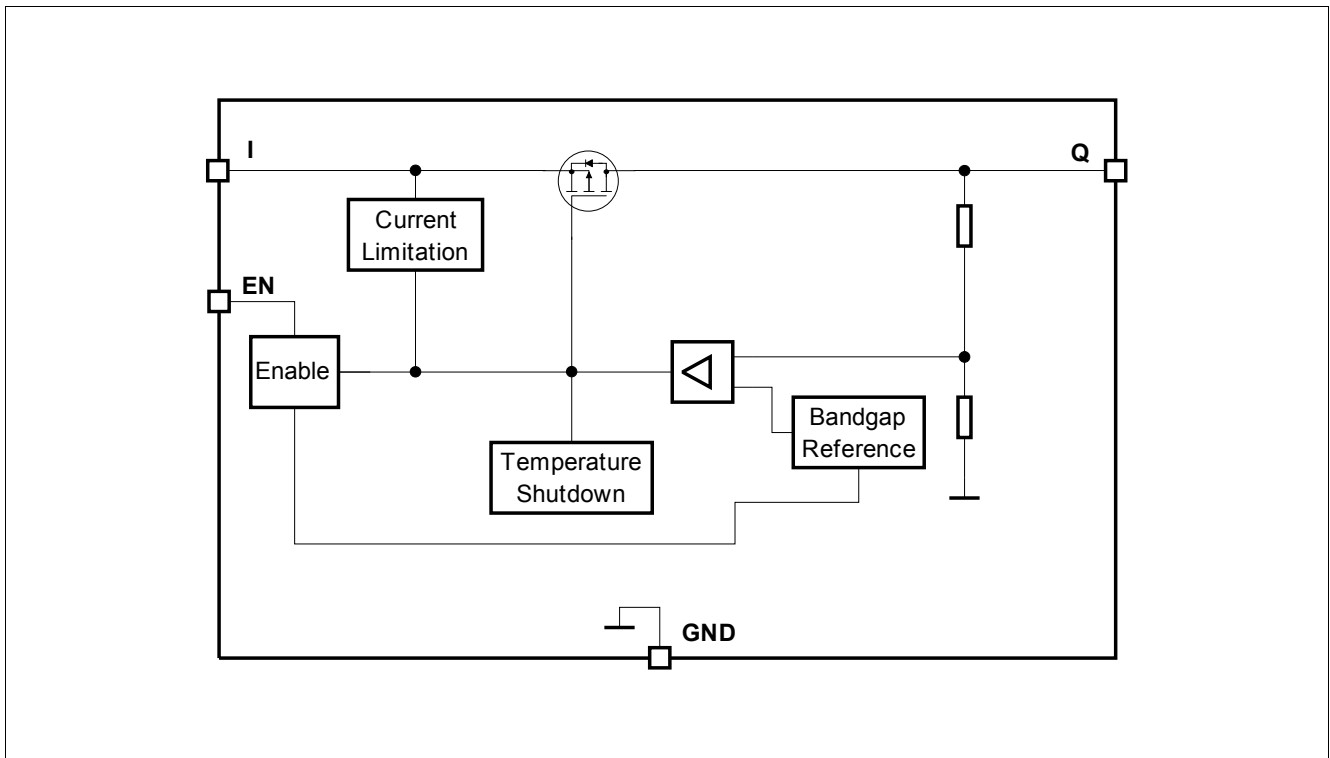 I
Q
Current
Limitation
EN
Enable
Bandgap
Reference
Temperature
Shutdown
GND